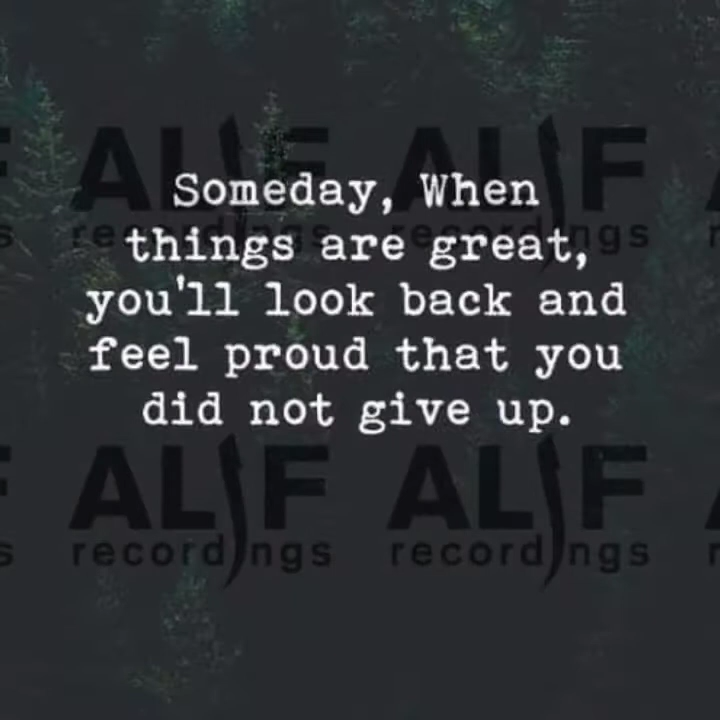 ALIF ALIF
recordings recordings
Someday, When
things are great,
you'll look back and
feel proud that you
did not give up.
ALIF ALIF
recordings recordings